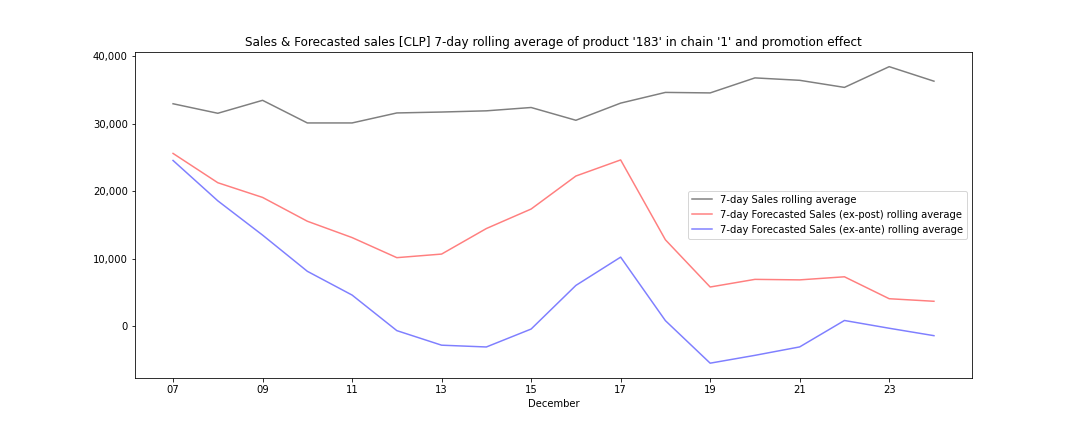 Sales & Forecasted sales [CLP] 7-day rolling average of product '183' in chain '1' and promotion effect
40,000
30,000
20,000
10,000
0
7-day Sales rolling average
7-day Forecasted Sales (ex-post) rolling average
7-day Forecasted Sales (ex-ante) rolling average
07 09 11 13 15 17 19 21 23
December